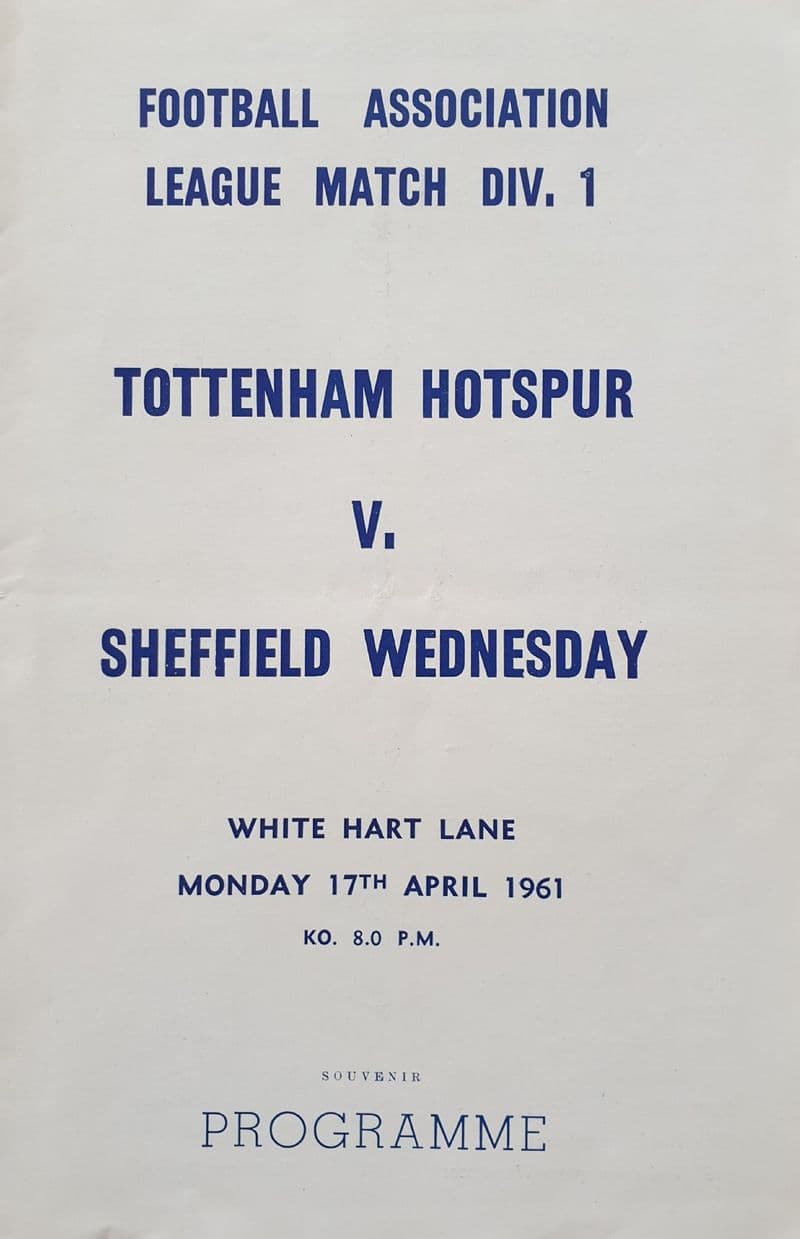 FOOTBALL ASSOCIATION
LEAGUE MATCH DIV. 1
TOTTENHAM HOTSPUR
V.
SHEFFIELD WEDNESDAY
WHITE HART LANE
MONDAY 17TH APRIL 1961
KO. 8.0 P.M.
SOUVENIR
PROGRAMME